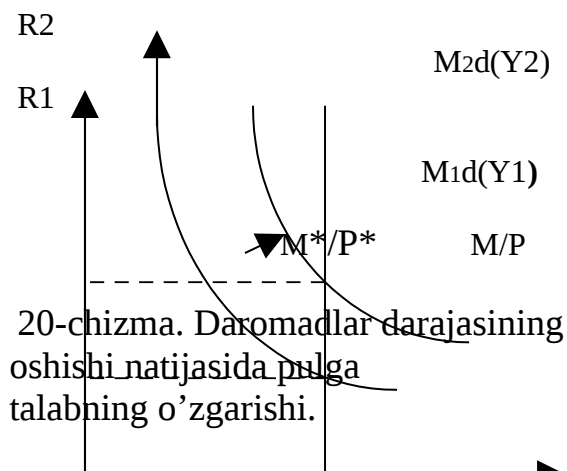 R2
M2d(Y2)
R1
M1d(Y1)
M*/P*
M/P
20-chizma. Daromadlar darajasining
oshishi natijasida pulga
talabning o’zgarishi.